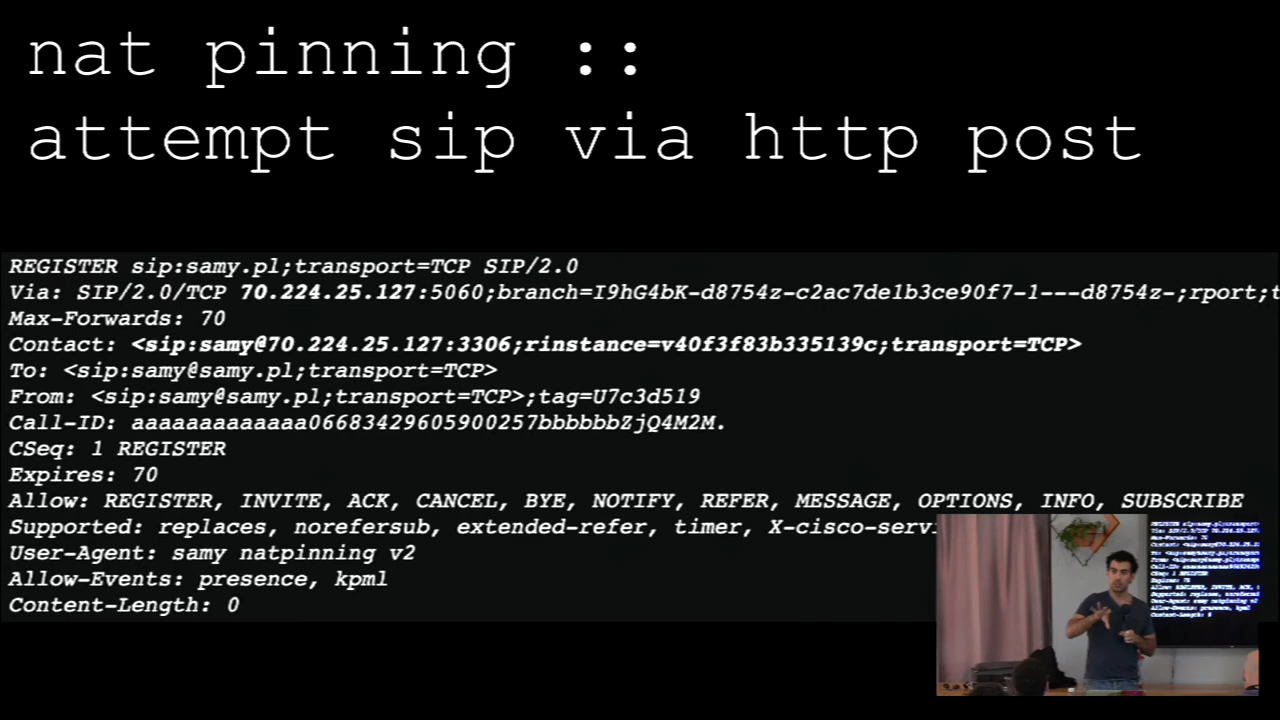 nat pinning ::
attempt sip via http post
REGISTER sip:samy.pl;transport=TCP SIP/2.0
Via: SIP/2.0/TCP 70.224.25.127:5060;branch=I9hG4bK-d8754z-c2ac7de1b3ce90f7-1---d8754z-;rport;t
Max-Forwards: 70
Contact: <sip:samy@70.224.25.127:3306;rinstance=v40f3f83b335139c;transport=TCP>
To: <sip:samy@samy.pl;transport=TCP>
From: <sip:samy@samy.pl;transport=TCP>;tag=U7c3d519
Call-ID: aaaaaaaaaaaaa06683429605900257bbbbbbZjQ4M2M.
CSeq: 1 REGISTER
Expires: 70
Allow: REGISTER, INVITE, ACK, CANCEL, BYE, NOTIFY, REFER, MESSAGE, OPTIONS, INFO, SUBSCRIBE
Supported: replaces, norefersub, extended-refer, timer, X-cisco-servi
User-Agent: samy natpinning v2
Allow-Events: presence, kpml
Content-Length: 0